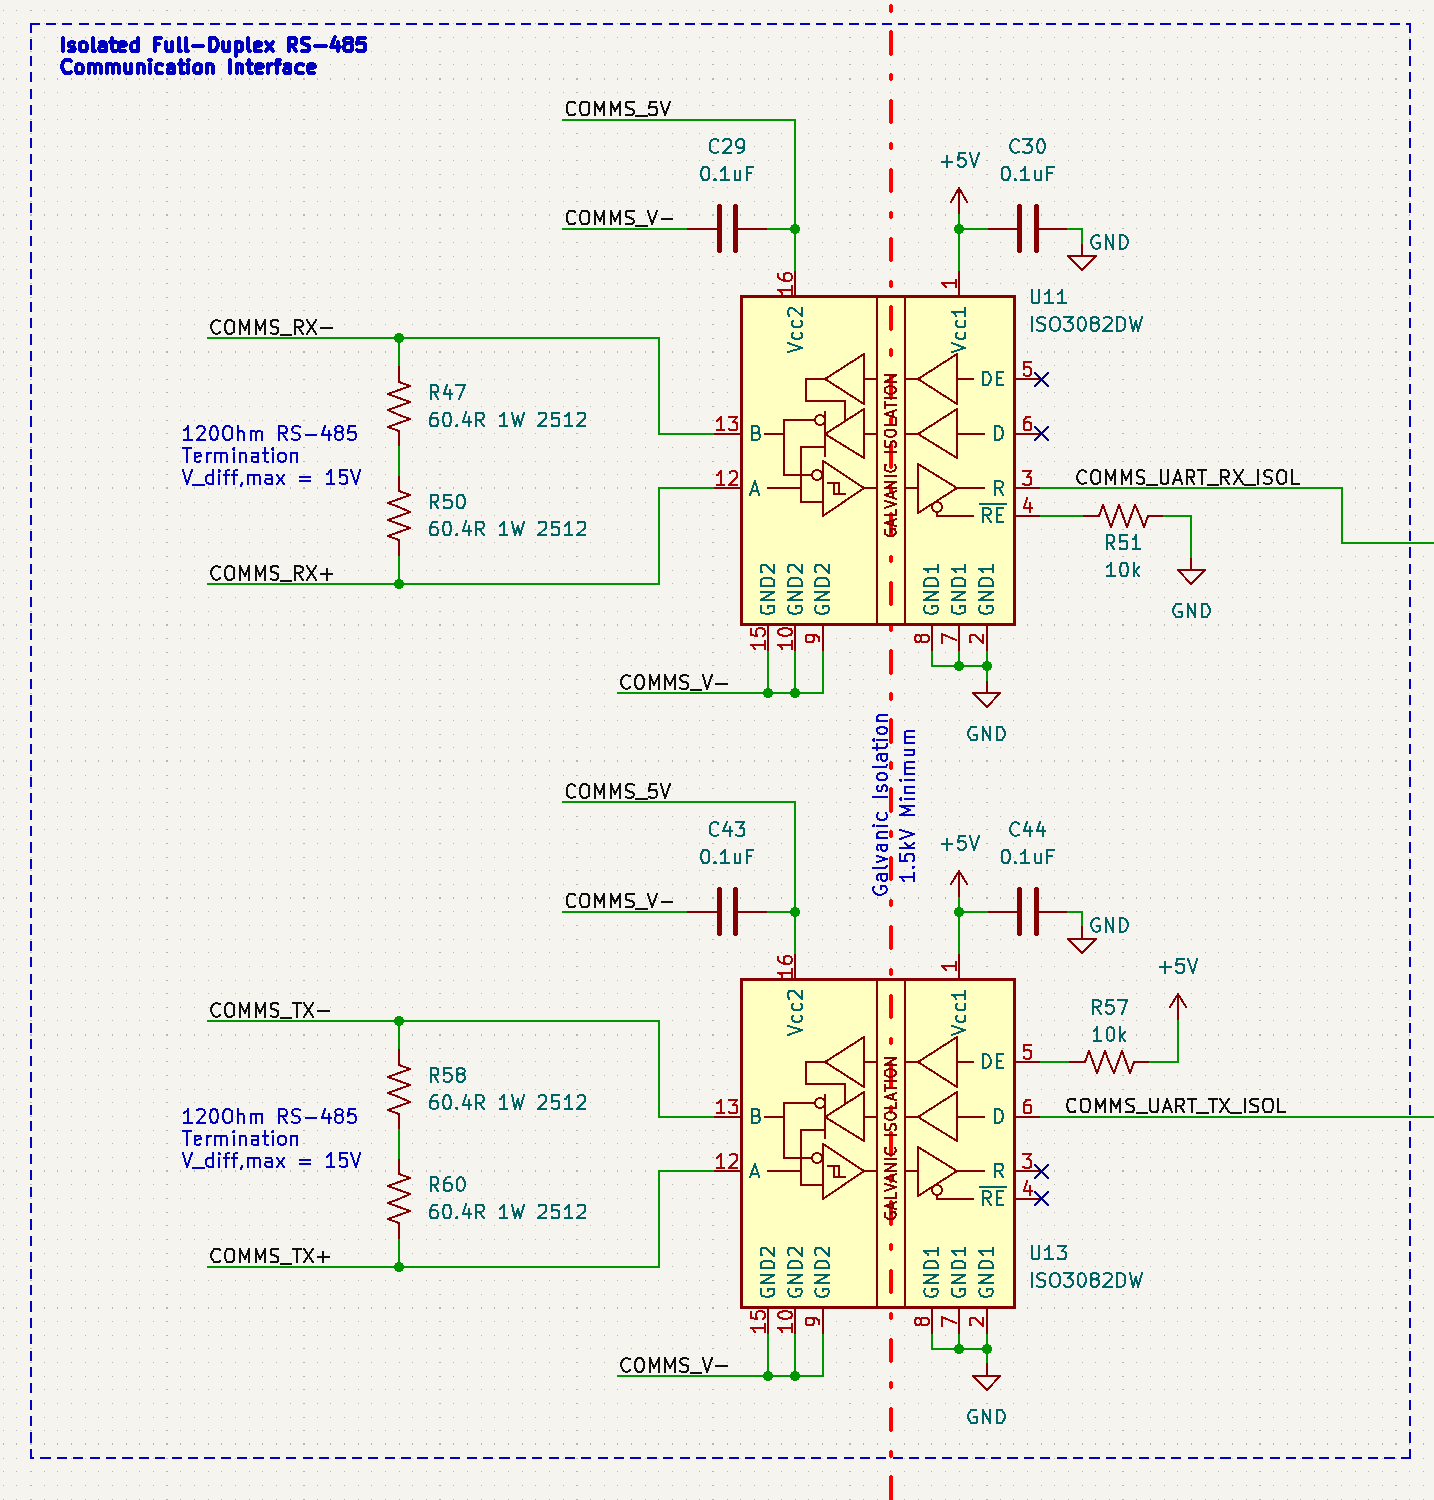 Isolated Full-Duplex RS-485
Communication Interface
COMMS_5V
C29
0.1uF
COMMS_V-
+5V
C30
0.1uF
GND
16
1
U11
ISO3082DW
Vcc2
Vcc1
COMMS_RX-
R47
60.4R 1W 2512
120Ohm RS-485
Termination
V_diff,max = 15V
R50
60.4R 1W 2512
COMMS_RX+
13
B
12
A
GALVANIC ISOLATION
DE
5
D
6
R
3
RE
4
COMMS_UART_RX_ISOL
R51
10k
GND
GND2
GND2
GND2
GND1
GND1
GND1
15
10
9
8
7
2
COMMS_V-
GND
Galvanic Isolation
1.5kV Minimum
COMMS_5V
C43
0.1uF
COMMS_V-
+5V
C44
0.1uF
GND
16
1
Vcc2
Vcc1
+5V
R57
10k
COMMS_TX-
R58
60.4R 1W 2512
120Ohm RS-485
Termination
V_diff,max = 15V
R60
60.4R 1W 2512
COMMS_TX+
13
B
12
A
GALVANIC ISOLATION
DE
5
D
6
COMMS_UART_TX_ISOL
R
3
RE
4
U13
ISO3082DW
GND2
GND2
GND2
GND1
GND1
GND1
15
10
9
8
7
2
COMMS_V-
GND